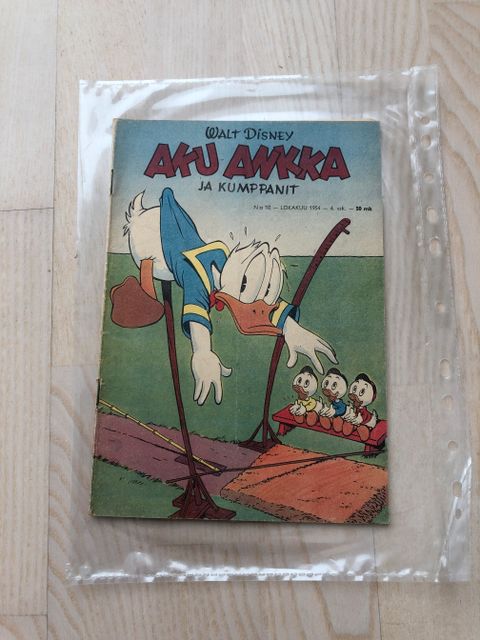 WALT DISNEY
AKU ANKKA
JA KUMPPANIT
N:o 10 — LOKAKUU 1954 — 4. vsk. — 50 mk